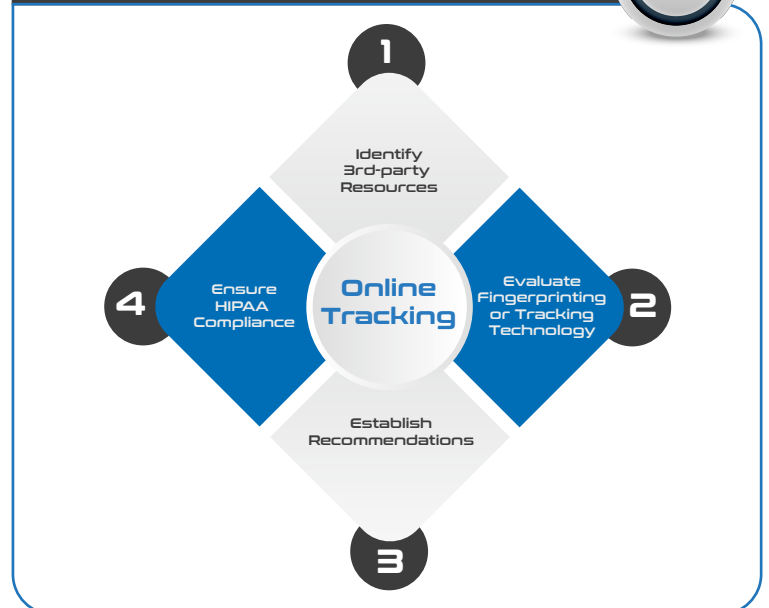 1
Identify
3rd-party
Resources
Evaluate
Fingerprinting
or Tracking
Technology
2
Establish
Recommendations
3
Ensure
HIPAA
Compliance
4
Online
Tracking